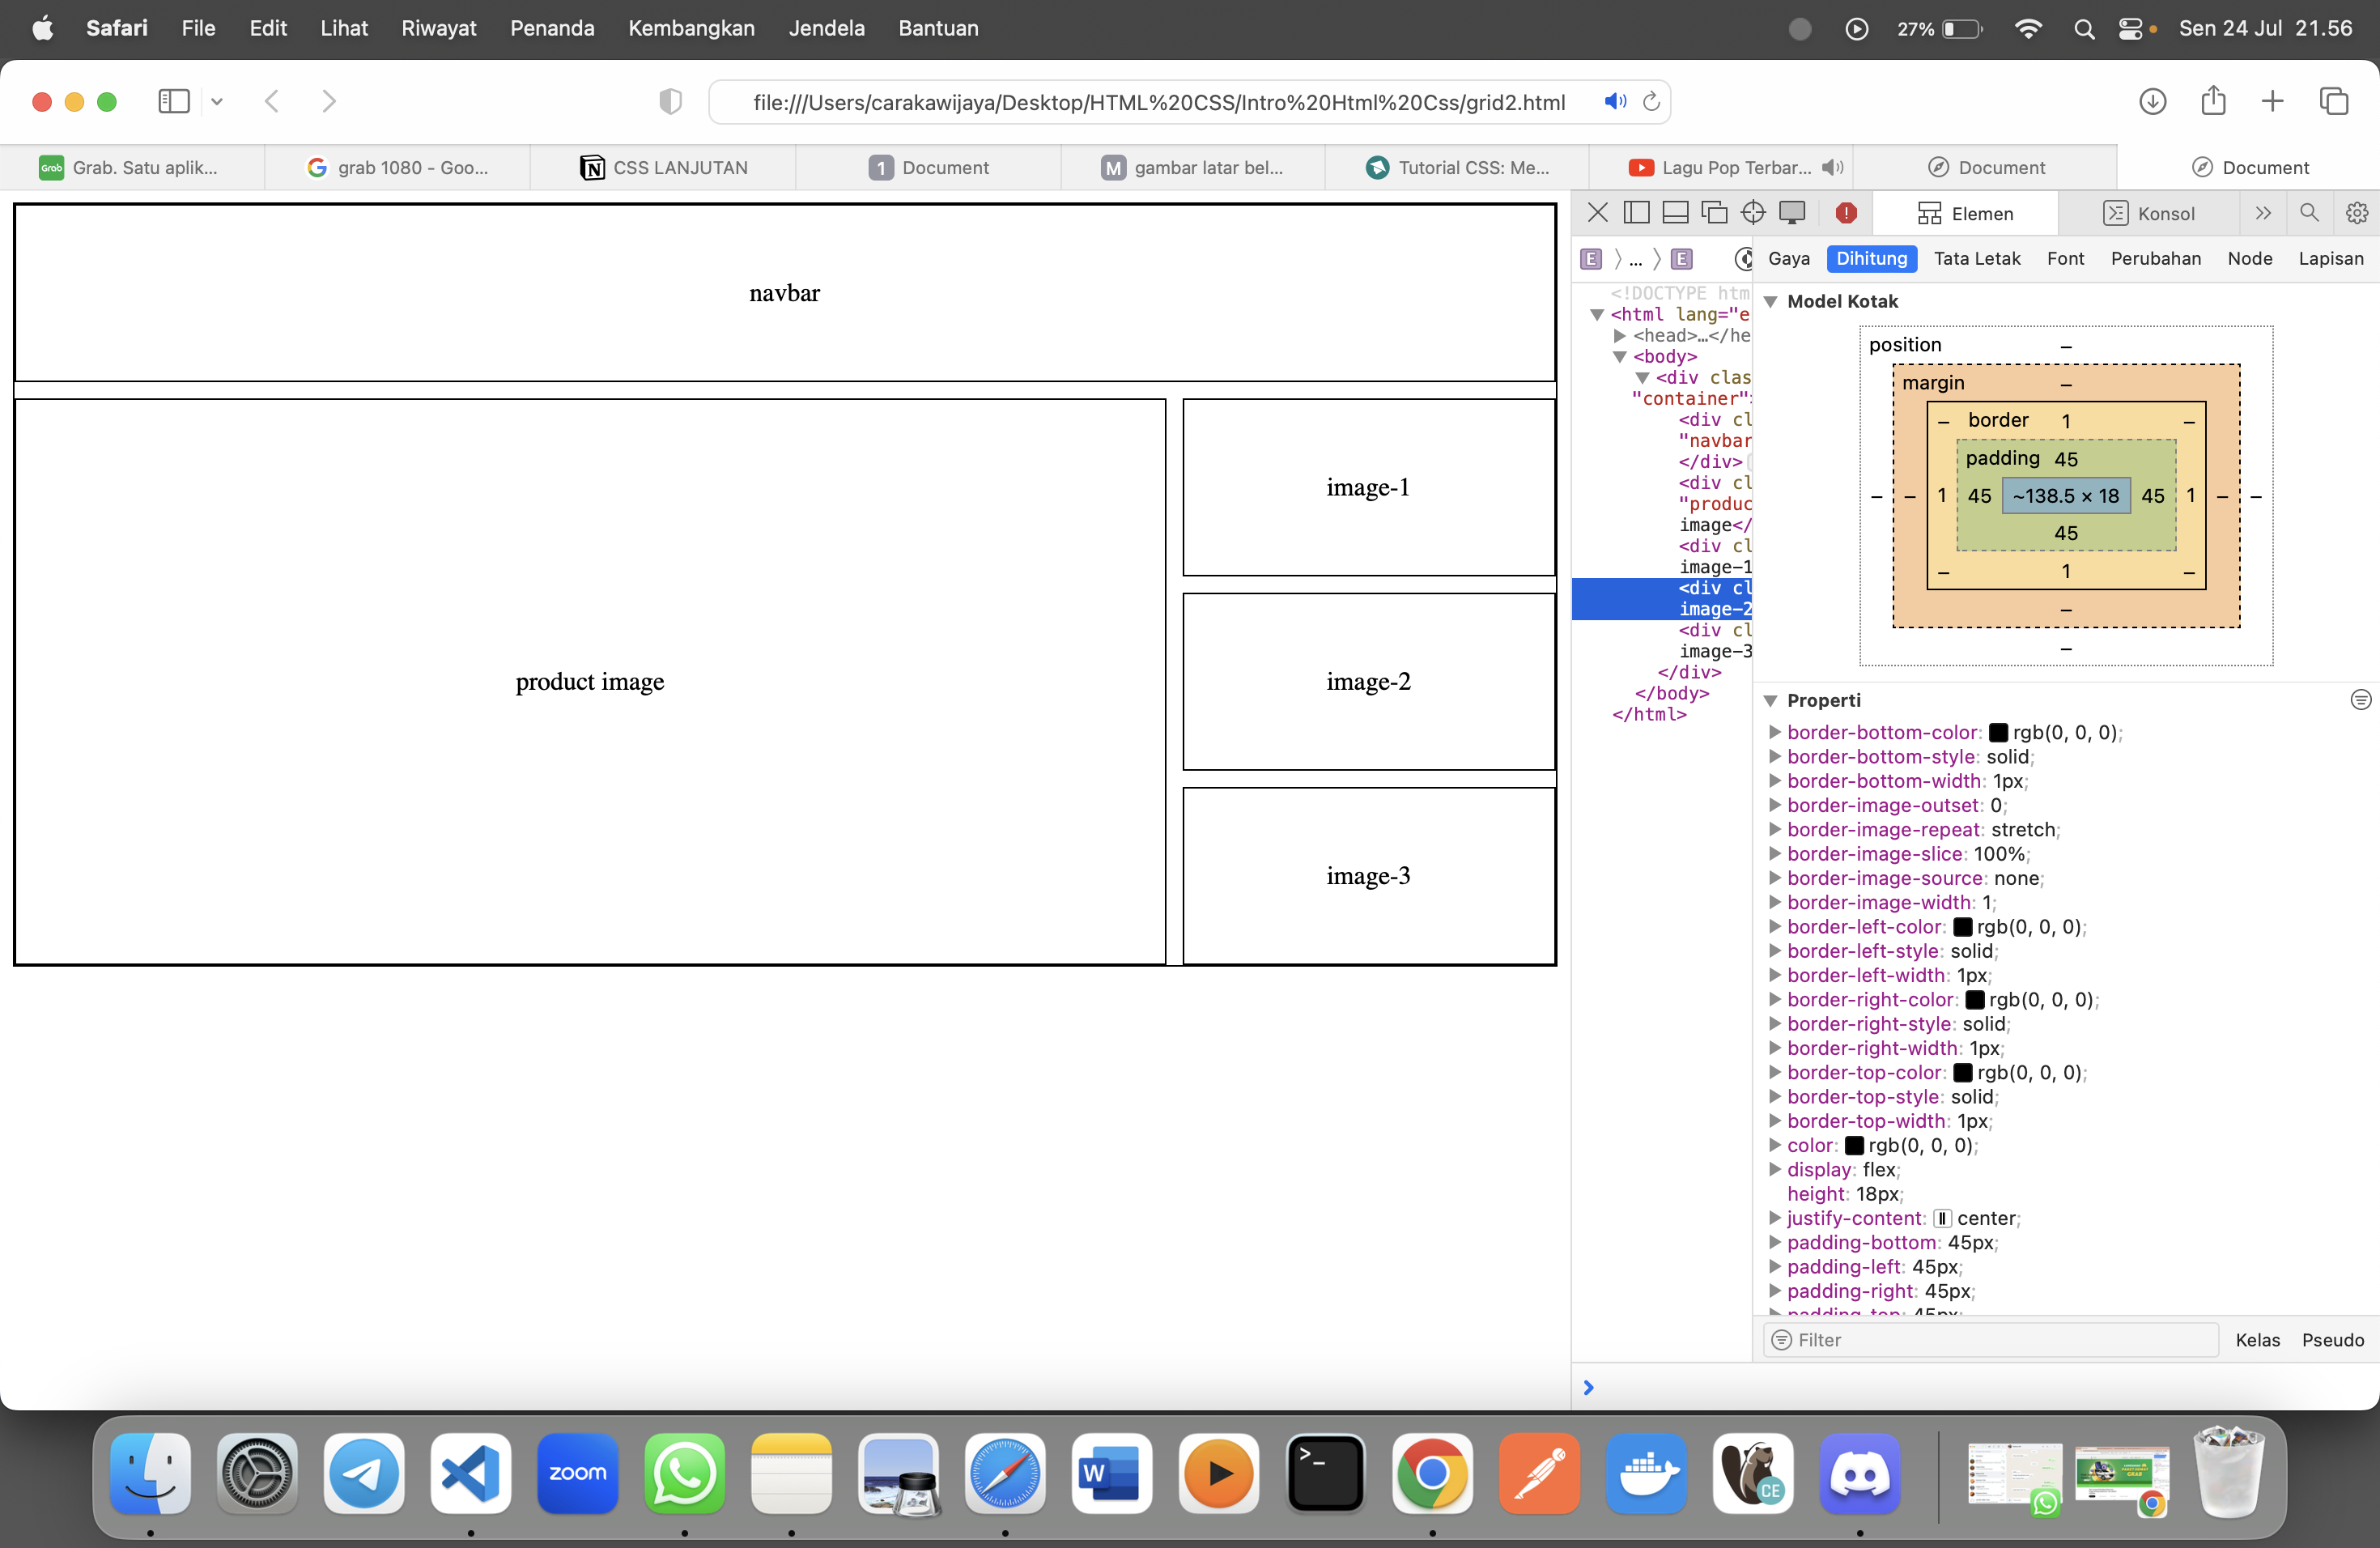 Safari File Edit Lihat Riwayat Penanda Kembangkan Jendela Bantuan 27% Sen 24 Jul 21.56
file:///Users/carakawijaya/Desktop/HTML%20CSS/Intro%20Html%20Css/grid2.html
Grab Grab. Satu aplik... grab 1080 - Goo... CSS LANJUTAN 1 Document M gambar latar bel... Tutorial CSS: Me... Lagu Pop Terbar... Document Document
navbar
product image
image-1
image-2
image-3
Elemen Konsol
E ... E
Gaya Dihitung Tata Letak Font Perubahan Node Lapisan
<!DOCTYPE htm
<html lang="e
<head>…</he
<body>
<div clas
"container">
<div cl
"navbar
</div>
<div cl
"produc
image</
<div cl
image-1
<div cl
image-2
<div cl
image-3
</div>
</body>
</html>
Model Kotak
position –
margin –
– border 1 –
padding 45
– – 1 45 ~138.5 × 18 45 1 – –
45
– 1 –
–
–
Properti
border-bottom-color: rgb(0, 0, 0);
border-bottom-style: solid;
border-bottom-width: 1px;
border-image-outset: 0;
border-image-repeat: stretch;
border-image-slice: 100%;
border-image-source: none;
border-image-width: 1;
border-left-color: rgb(0, 0, 0);
border-left-style: solid;
border-left-width: 1px;
border-right-color: rgb(0, 0, 0);
border-right-style: solid;
border-right-width: 1px;
border-top-color: rgb(0, 0, 0);
border-top-style: solid;
border-top-width: 1px;
color: rgb(0, 0, 0);
display: flex;
height: 18px;
justify-content: center;
padding-bottom: 45px;
padding-left: 45px;
padding-right: 45px;
padding-top: 45px;
Filter Kelas Pseudo
zoom
W
>_
CE